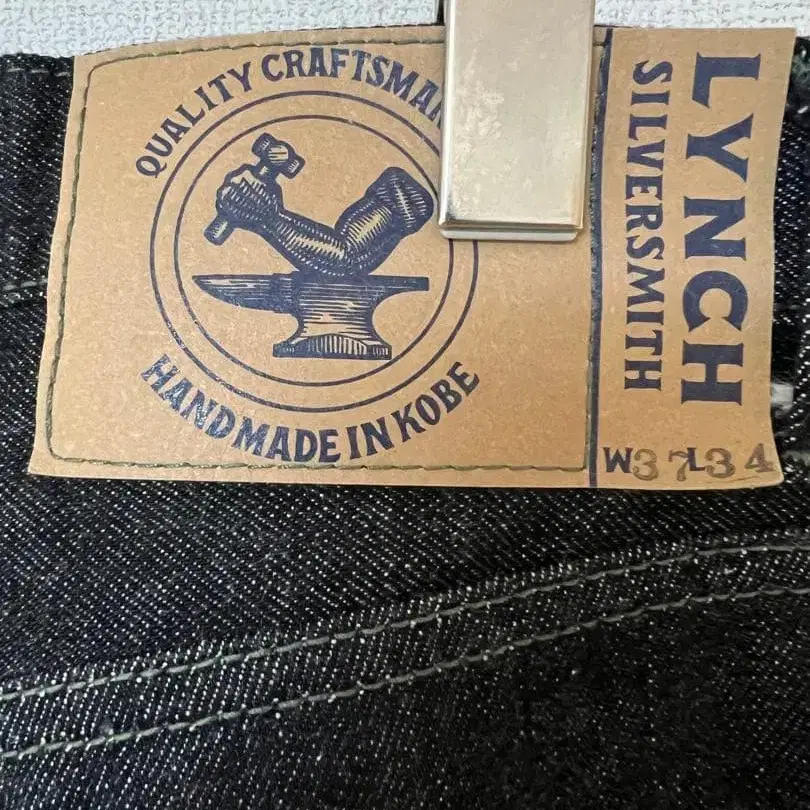 QUALITY CRAFTSMAN
HANDMADE IN KOBE
LYNCH
SILVERSMITH
W37L34